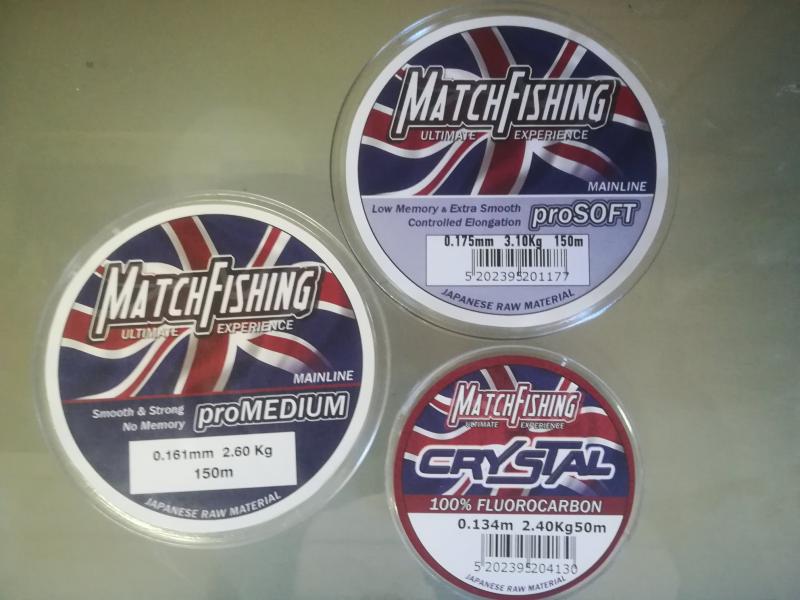 MATCHFISHING
ULTIMATE EXPERIENCE
MAINLINE
Low Memory & Extra Smooth
Controlled Elongation
proSOFT
0.175mm 3.10Kg 150m
5 202395 201177
JAPANESE RAW MATERIAL
MATCHFISHING
ULTIMATE EXPERIENCE
MAINLINE
Smooth & Strong
No Memory
proMEDIUM
0.161mm 2.60 Kg
150m
JAPANESE RAW MATERIAL
MATCHFISHING
ULTIMATE EXPERIENCE
CRYSTAL
100% FLUOROCARBON
0.134m 2.40Kg50m
5 202395 204130
JAPANESE RAW MATERIAL